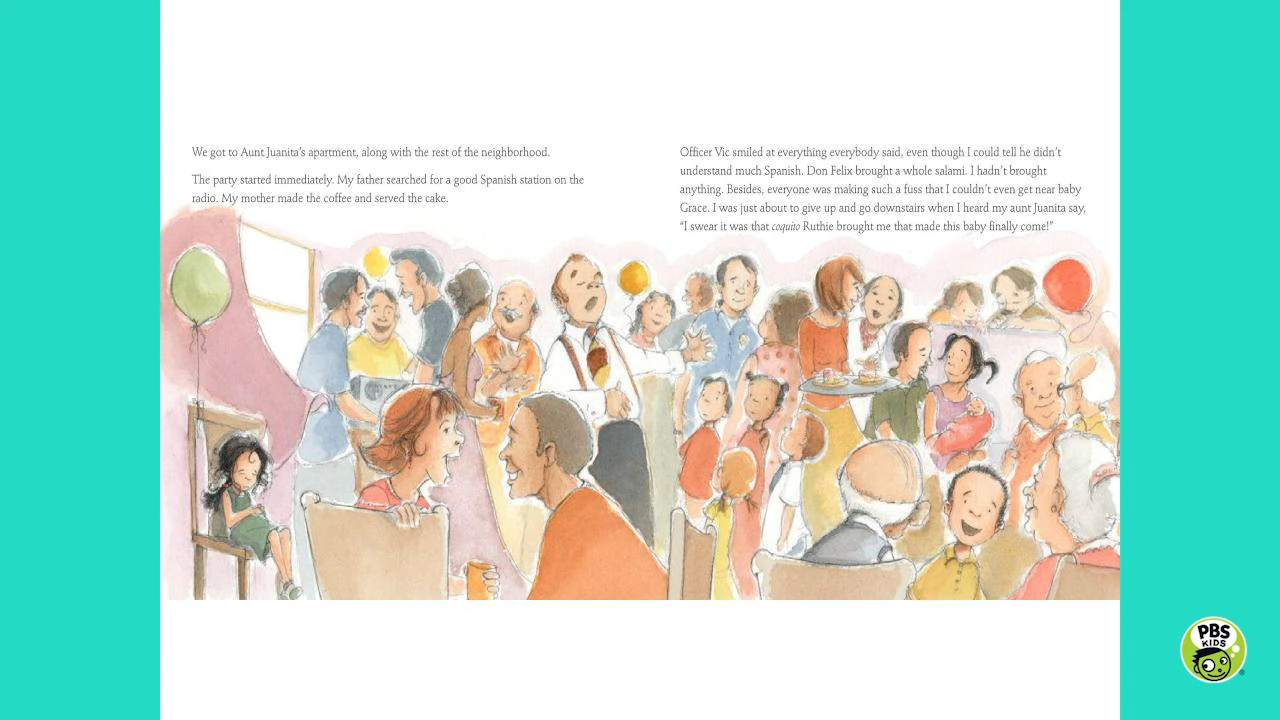 We got to Aunt Juanita’s apartment, along with the rest of the neighborhood.
The party started immediately. My father searched for a good Spanish station on the
radio. My mother made the coffee and served the cake.
Officer Vic smiled at everything everybody said, even though I could tell he didn’t
understand much Spanish. Don Felix brought a whole salami. I hadn’t brought
anything. Besides, everyone was making such a fuss that I couldn’t even get near baby
Grace. I was just about to give up and go downstairs when I heard my aunt Juanita say,
“I swear it was that coquito Ruthie brought me that made this baby finally come!”
PBS
KIDS